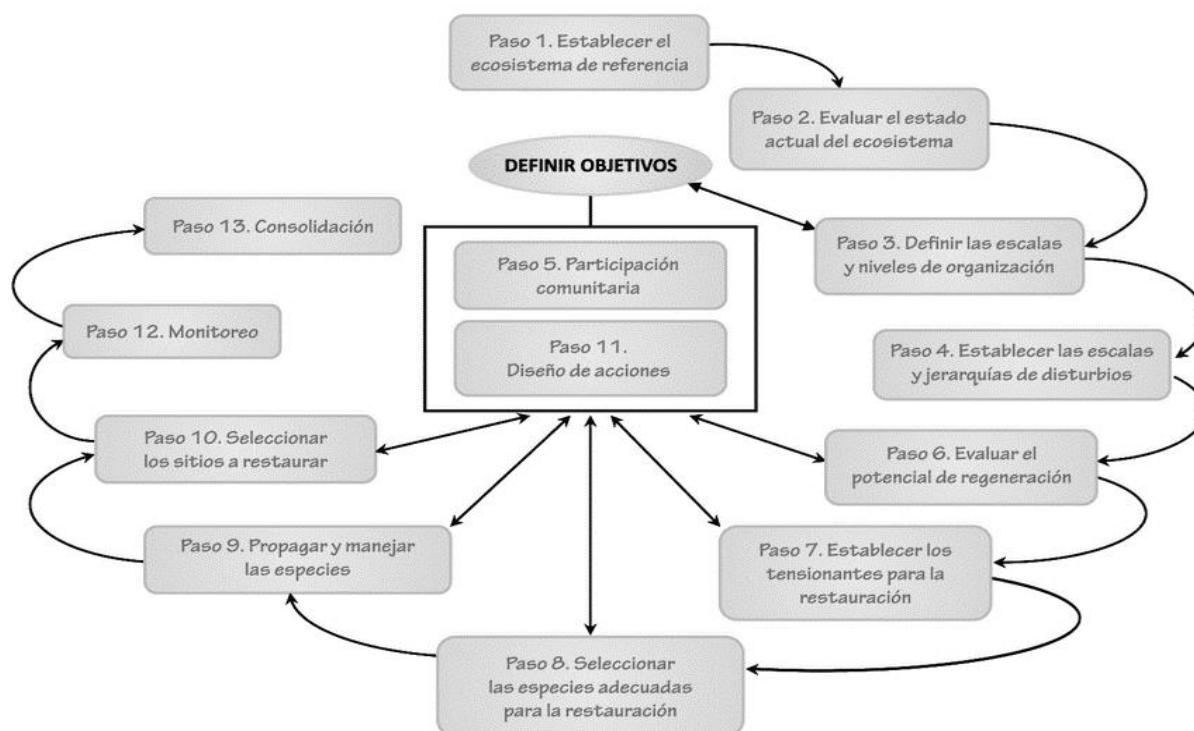 Paso 1. Establecer el
ecosistema de referencia
Paso 2. Evaluar el estado
actual del ecosistema
DEFINIR OBJETIVOS
Paso 3. Definir las escalas
y niveles de organización
Paso 4. Establecer las escalas
y jerarquías de disturbios
Paso 5. Participación
comunitaria
Paso 11.
Diseño de acciones
Paso 6. Evaluar el
potencial de regeneración
Paso 7. Establecer los
tensionantes para la
restauración
Paso 8. Seleccionar
las especies adecuadas
para la restauración
Paso 9. Propagar y manejar
las especies
Paso 10. Seleccionar
los sitios a restaurar
Paso 12. Monitoreo
Paso 13. Consolidación